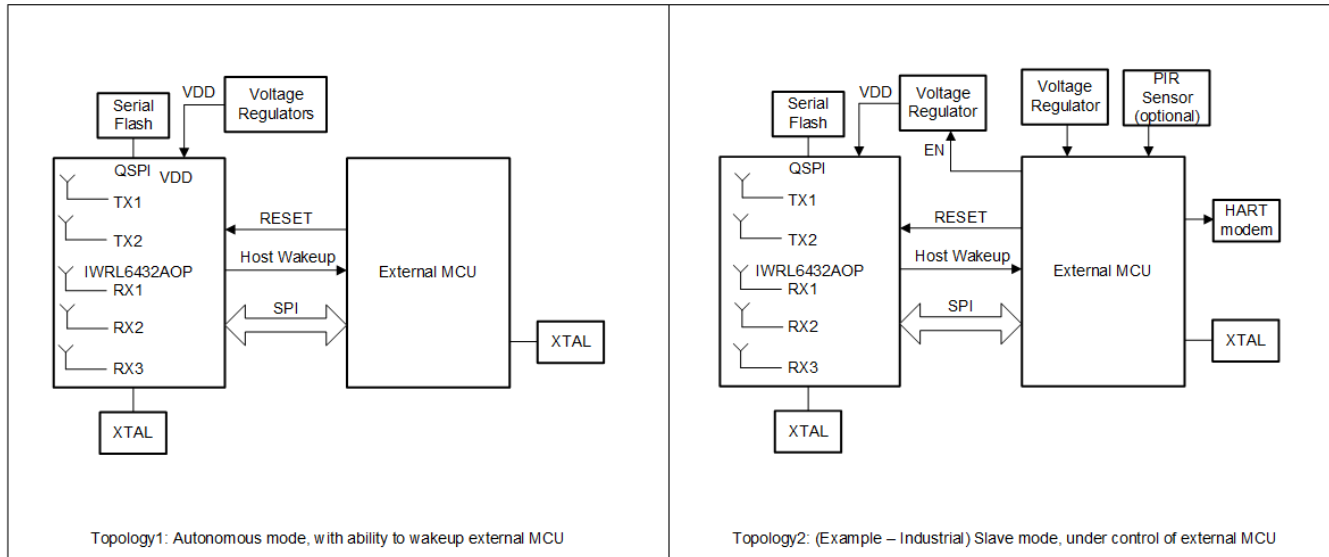 Serial
Flash
VDD
Voltage
Regulators
QSPI
VDD
TX1
TX2
IWRL6432AOP
RX1
RX2
RX3
RESET
Host Wakeup
SPI
External MCU
XTAL
XTAL
Topology1: Autonomous mode, with ability to wakeup external MCU
Serial
Flash
VDD
Voltage
Regulator
EN
Voltage
Regulator
PIR
Sensor
(optional)
QSPI
TX1
TX2
IWRL6432AOP
RX1
RX2
RX3
RESET
Host Wakeup
SPI
External MCU
HART
modem
XTAL
XTAL
Topology2: (Example – Industrial) Slave mode, under control of external MCU